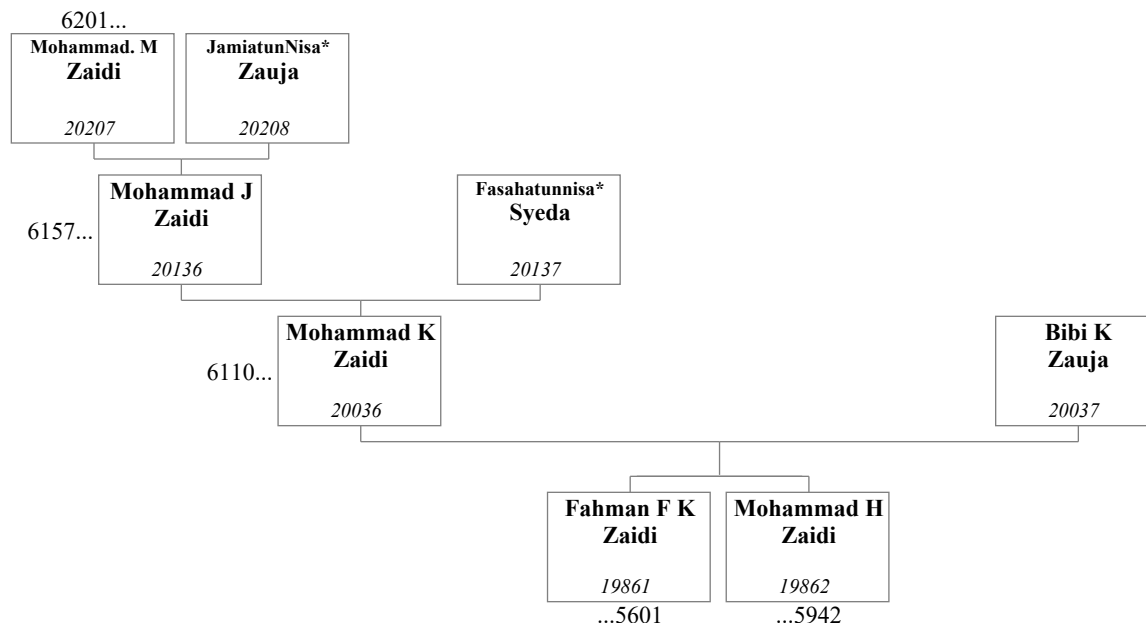 6201...
Mohammad. M
Zaidi
20207
JamiatunNisa*
Zauja
20208
6157...
Mohammad J
Zaidi
20136
Fasahatunnisa*
Syeda
20137
6110...
Mohammad K
Zaidi
20036
Bibi K
Zauja
20037
Fahman F K
Zaidi
19861
...5601
Mohammad H
Zaidi
19862
...5942